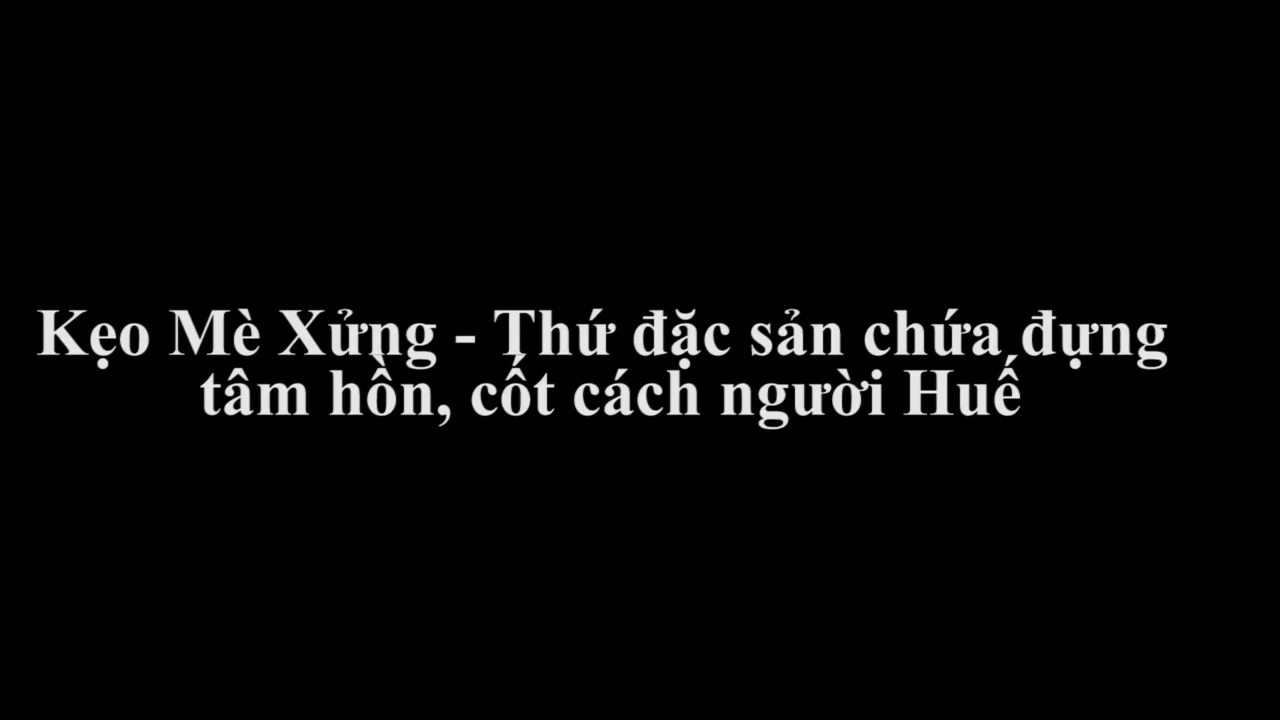 Kẹo Mè Xửng - Thứ đặc sản chứa đựng
tâm hồn, cốt cách người Huế